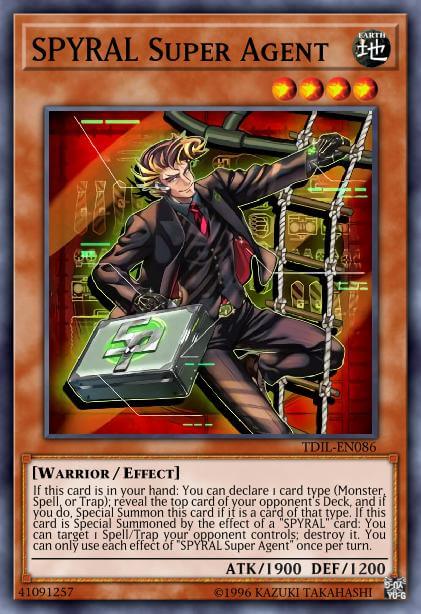 SPYRAL Super Agent
EARTH
地
TDIL-EN086
[Warrior / Effect]
If this card is in your hand: You can declare 1 card type (Monster,
Spell, or Trap); reveal the top card of your opponent's Deck, and if
you do, Special Summon this card if it is a card of that type. If this
card is Special Summoned by the effect of a "SPYRAL" card: You
can target 1 Spell/Trap your opponent controls; destroy it. You
can only use each effect of "SPYRAL Super Agent" once per turn.
ATK/1900 DEF/1200
41091257
©1996 KAZUKI TAKAHASHI